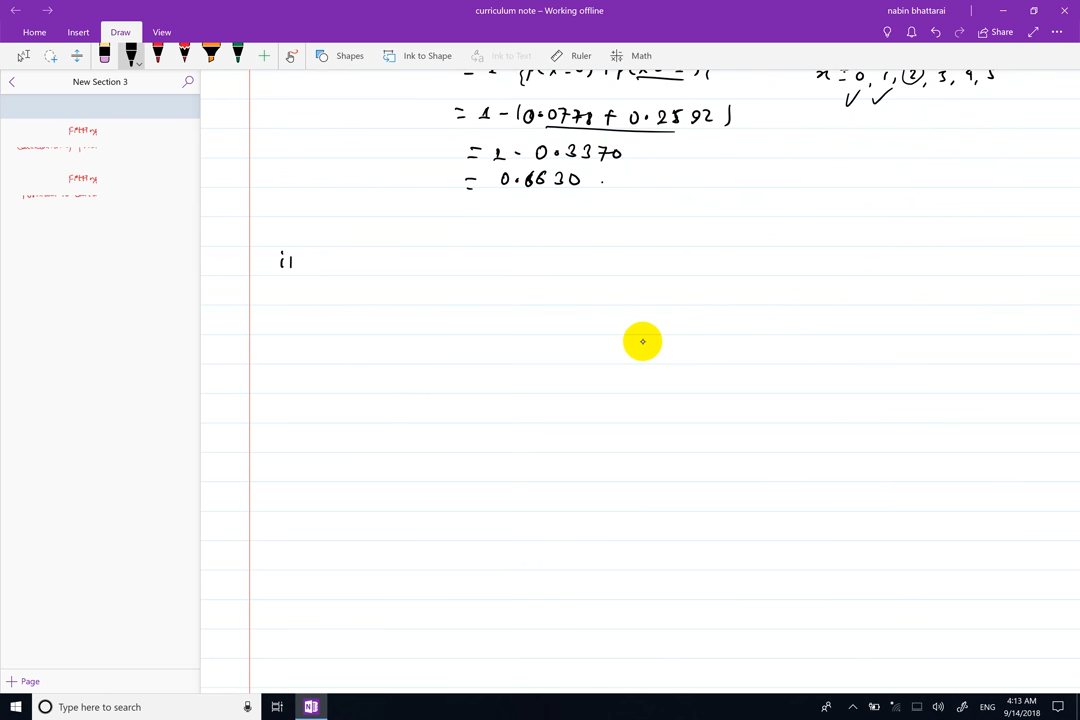 curriculum note – Working offline
nabin bhattarai
Home Insert Draw View
Share
Shapes Ink to Shape Ink to Text Ruler Math
New Section 3
x = 0, 1, 2, 3, 4, 5
= 1 - (0.0778 + 0.2592)
= 1 - 0.3370
= 0.6630 .
ii
+ Page
Type here to search
ENG
4:13 AM
9/14/2018